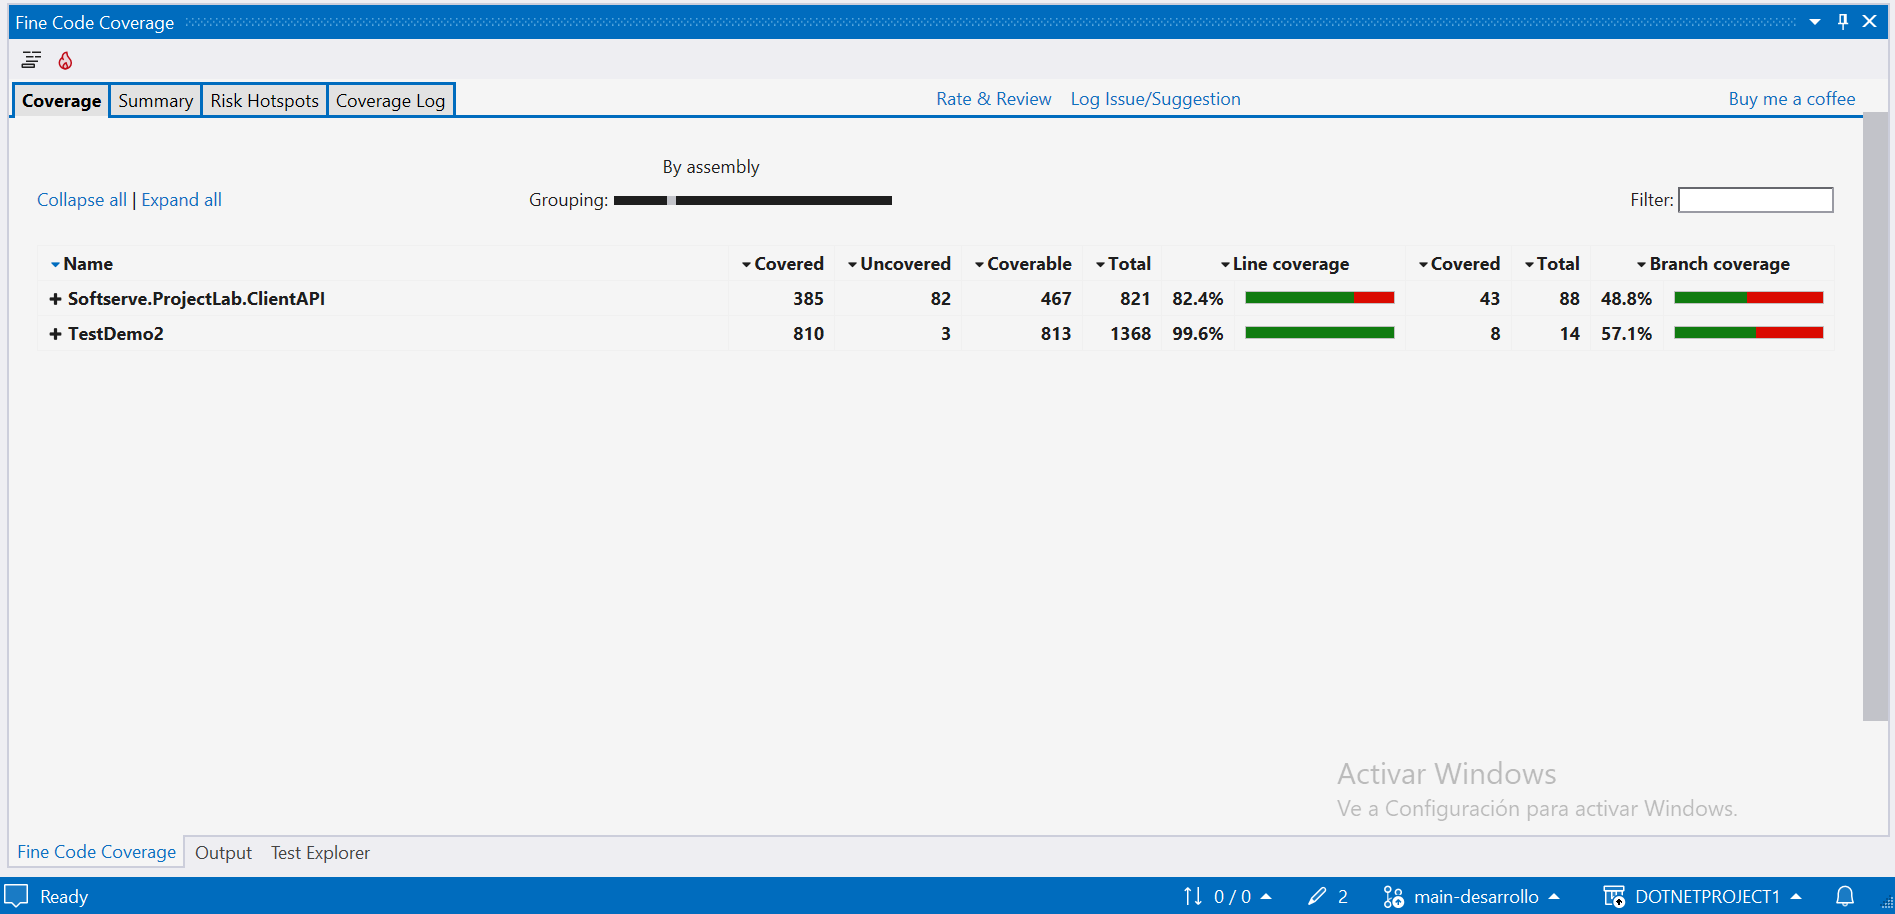 Fine Code Coverage
Coverage Summary Risk Hotspots Coverage Log Rate & Review Log Issue/Suggestion Buy me a coffee
By assembly
Collapse all | Expand all Grouping: Filter:
Name Covered Uncovered Coverable Total Line coverage Covered Total Branch coverage
+ Softserve.ProjectLab.ClientAPI 385 82 467 821 82.4% 43 88 48.8%
+ TestDemo2 810 3 813 1368 99.6% 8 14 57.1%
Activar Windows
Ve a Configuración para activar Windows.
Fine Code Coverage Output Test Explorer
Ready 0 / 0 2 main-desarrollo DOTNETPROJECT1